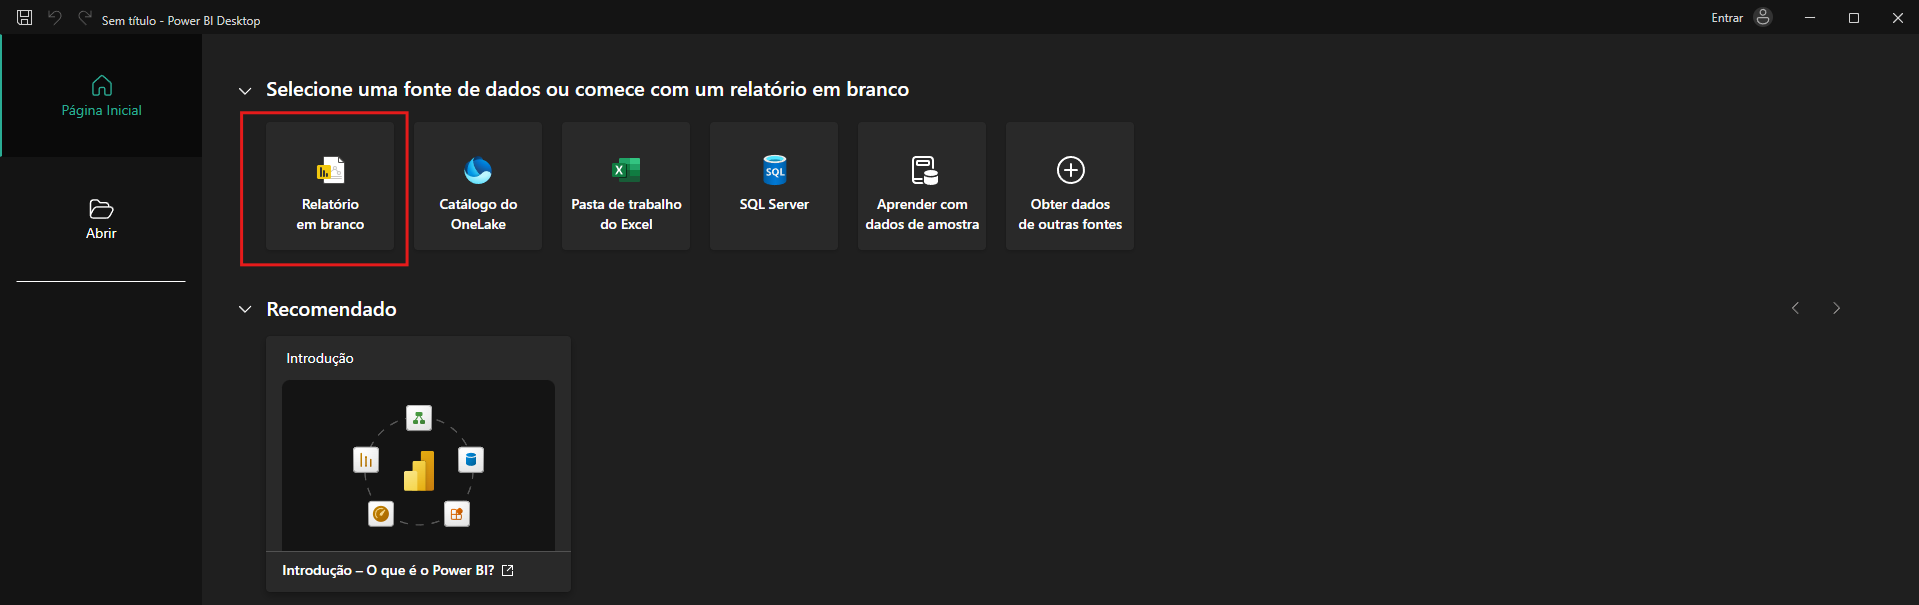 Sem título - Power BI Desktop
Entrar
Página Inicial
Abrir
Selecione uma fonte de dados ou comece com um relatório em branco
Relatório
em branco
Catálogo do
OneLake
Pasta de trabalho
do Excel
SQL
SQL Server
Aprender com
dados de amostra
Obter dados
de outras fontes
Recomendado
Introdução
Introdução – O que é o Power BI?